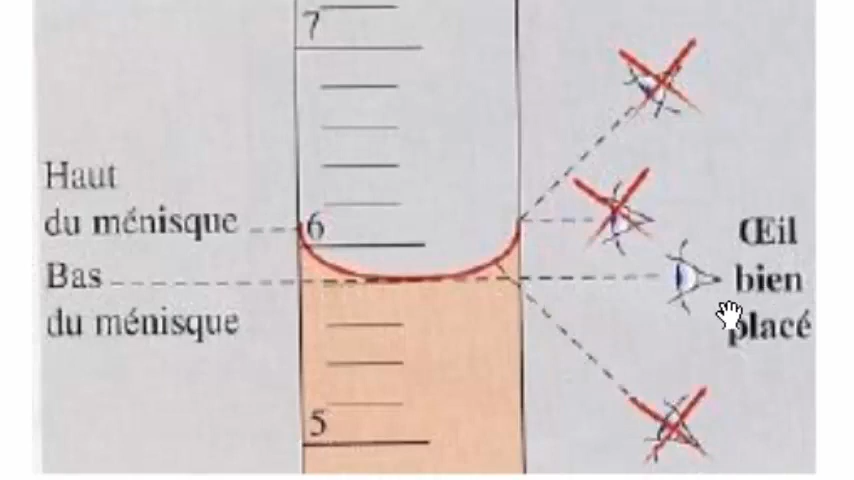 7
Haut
du ménisque
6
Œil
Bas
bien
du ménisque
placé
5